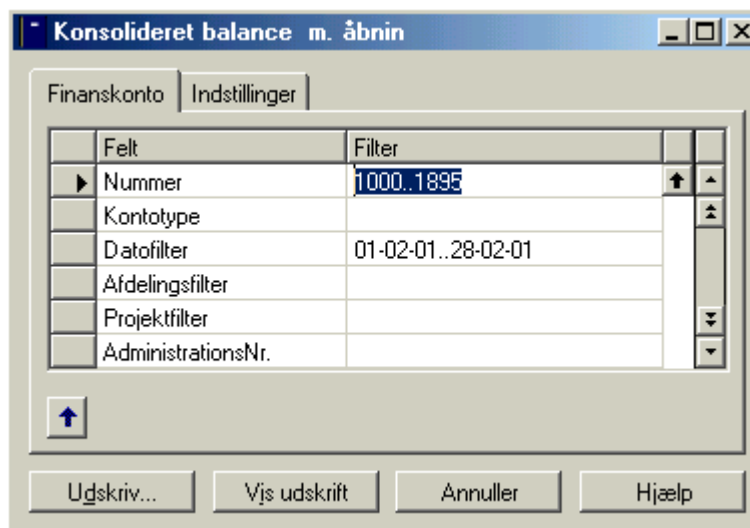 Konsolideret balance m. åbnin
Finanskonto Indstillinger
Felt Filter
Nummer 1000..1895
Kontotype
Datofilter 01-02-01..28-02-01
Afdelingsfilter
Projektfilter
AdministrationsNr.
Udskriv... Vis udskrift Annuller Hjælp